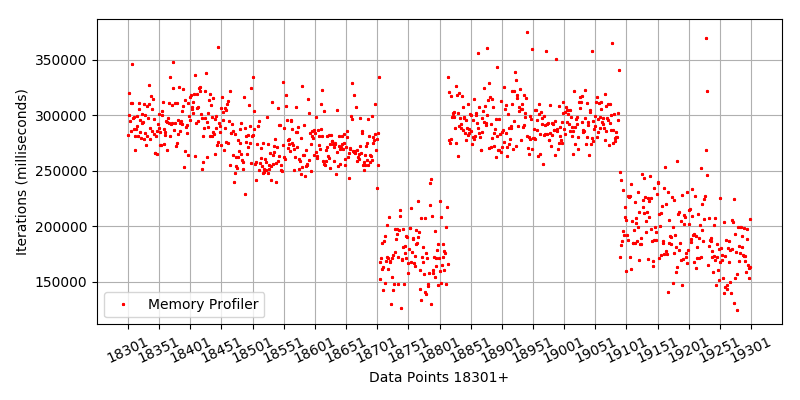 Iterations (milliseconds)
350000
300000
250000
200000
150000
Memory Profiler
18301 18351 18401 18451 18501 18551 18601 18651 18701 18751 18801 18851 18901 18951 19001 19051 19101 19151 19201 19251 19301
Data Points 18301+